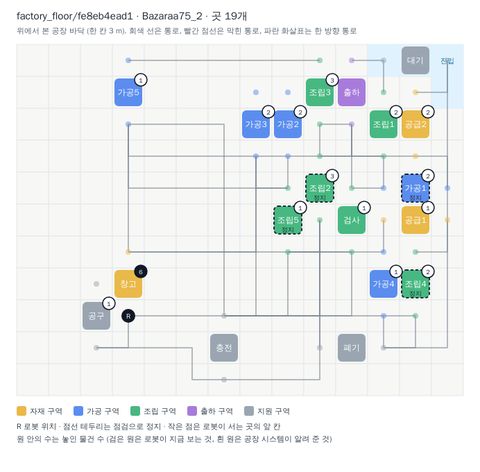 factory_floor/fe8eb4ead1 · Bazaraa75_2 · 곳 19개
위에서 본 공장 바닥 (한 칸 3 m). 회색 선은 통로, 빨간 점선은 막힌 통로, 파란 화살표는 한 방향 통로
대기
진입
1
가공5
3
조립3
출하
2
가공3
2
가공2
2
조립1
2
공급2
3
조립2
정지
2
가공1
정지
1
조립5
정지
1
검사
1
공급1
6
창고
1
가공4
2
조립4
정지
1
공구
R
충전
폐기
자재 구역
가공 구역
조립 구역
출하 구역
지원 구역
R 로봇 위치 · 점선 테두리는 점검으로 정지 · 작은 점은 로봇이 서는 곳의 앞 칸
원 안의 수는 놓인 물건 수 (검은 원은 로봇이 지금 보는 것, 흰 원은 공장 시스템이 알려 준 것)